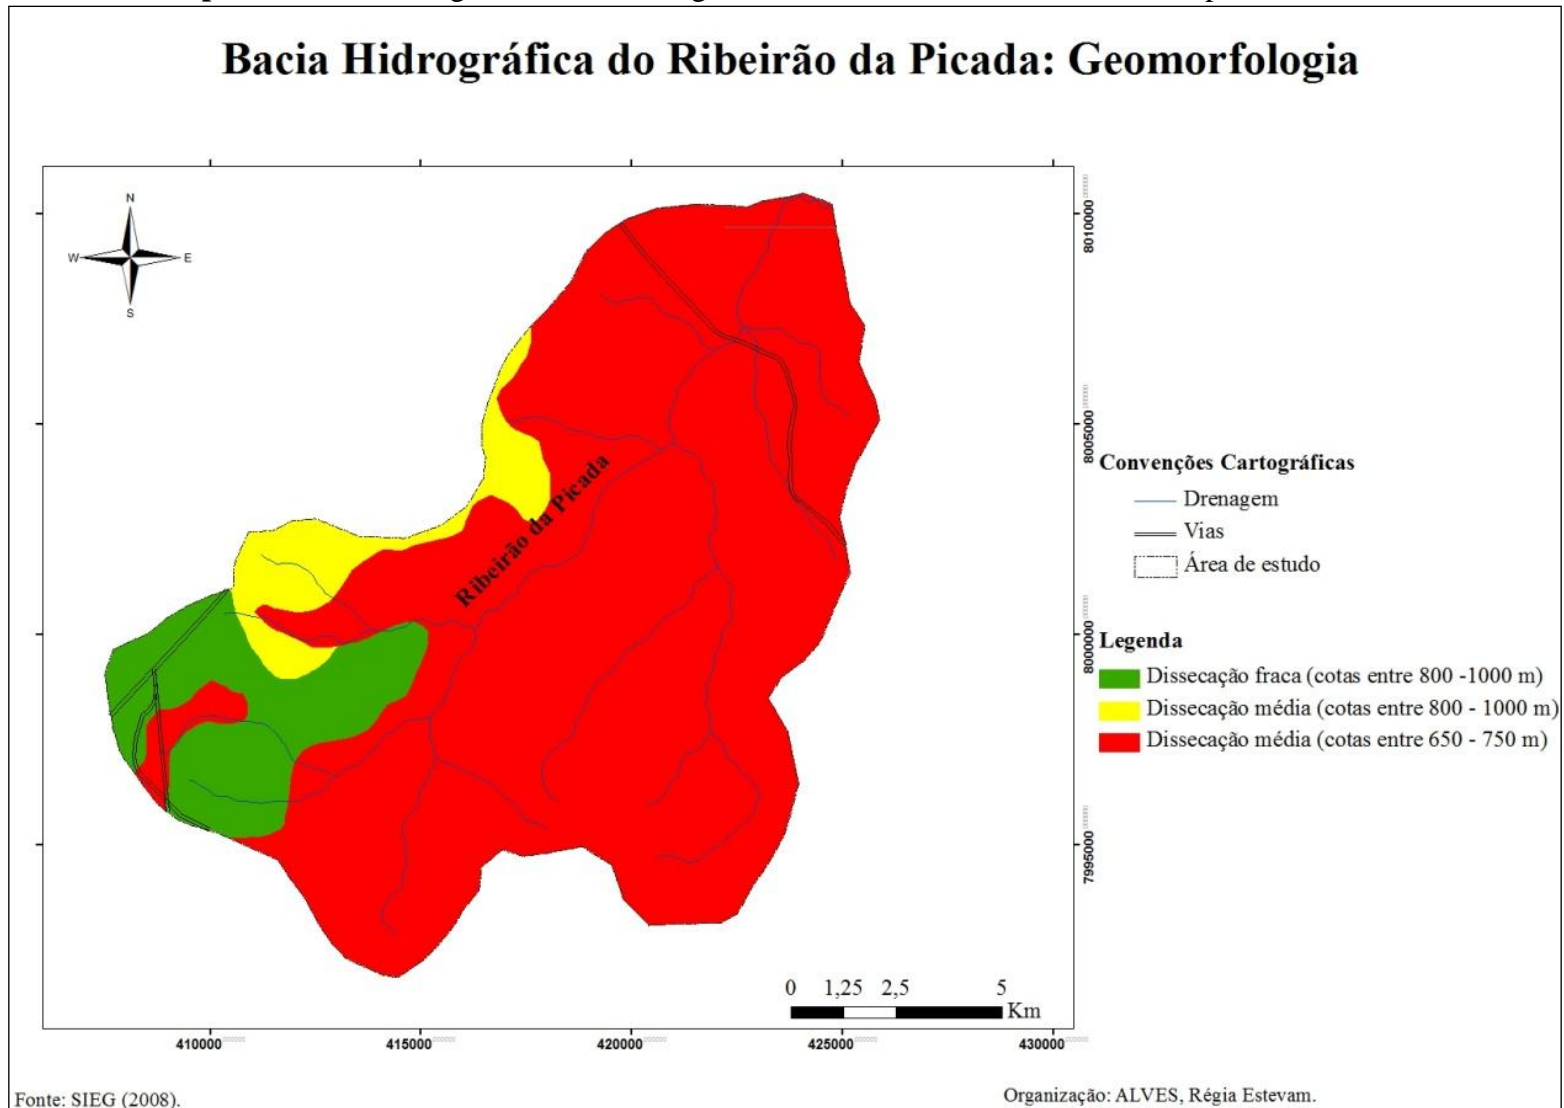 Bacia Hidrográfica do Ribeirão da Picada: Geomorfologia
N
W
E
S
8010000
8005000
8000000
7995000
Ribeirão da Picada
Convenções Cartográficas
Drenagem
Vias
Área de estudo
Legenda
Dissecação fraca (cotas entre 800 -1000 m)
Dissecação média (cotas entre 800 - 1000 m)
Dissecação média (cotas entre 650 - 750 m)
0 1,25 2,5 5
Km
410000
415000
420000
425000
430000
Fonte: SIEG (2008).
Organização: ALVES, Régia Estevam.